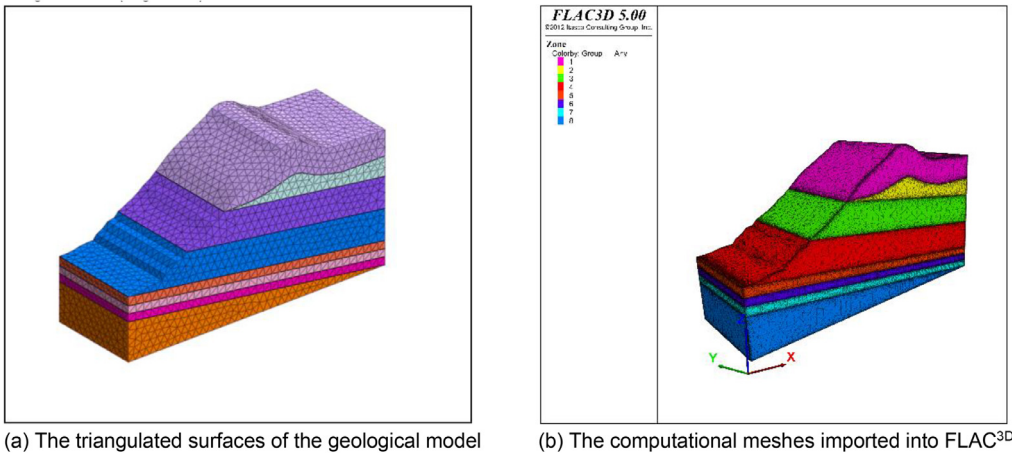 FLAC3D 5.00
©2012 Itasca Consulting Group, Inc.
Zone
Colorby: Group Any
1
2
3
4
5
6
7
8
Y
X
(a) The triangulated surfaces of the geological model
(b) The computational meshes imported into FLAC3D